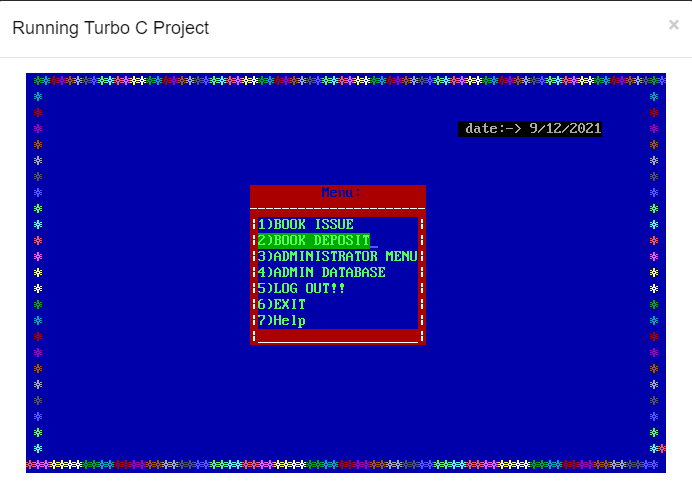 Running Turbo C Project
×
date:-> 9/12/2021
Menu:
1)BOOK ISSUE
2)BOOK DEPOSIT_
3)ADMINISTRATOR MENU
4)ADMIN DATABASE
5)LOG OUT!!
6)EXIT
7)Help